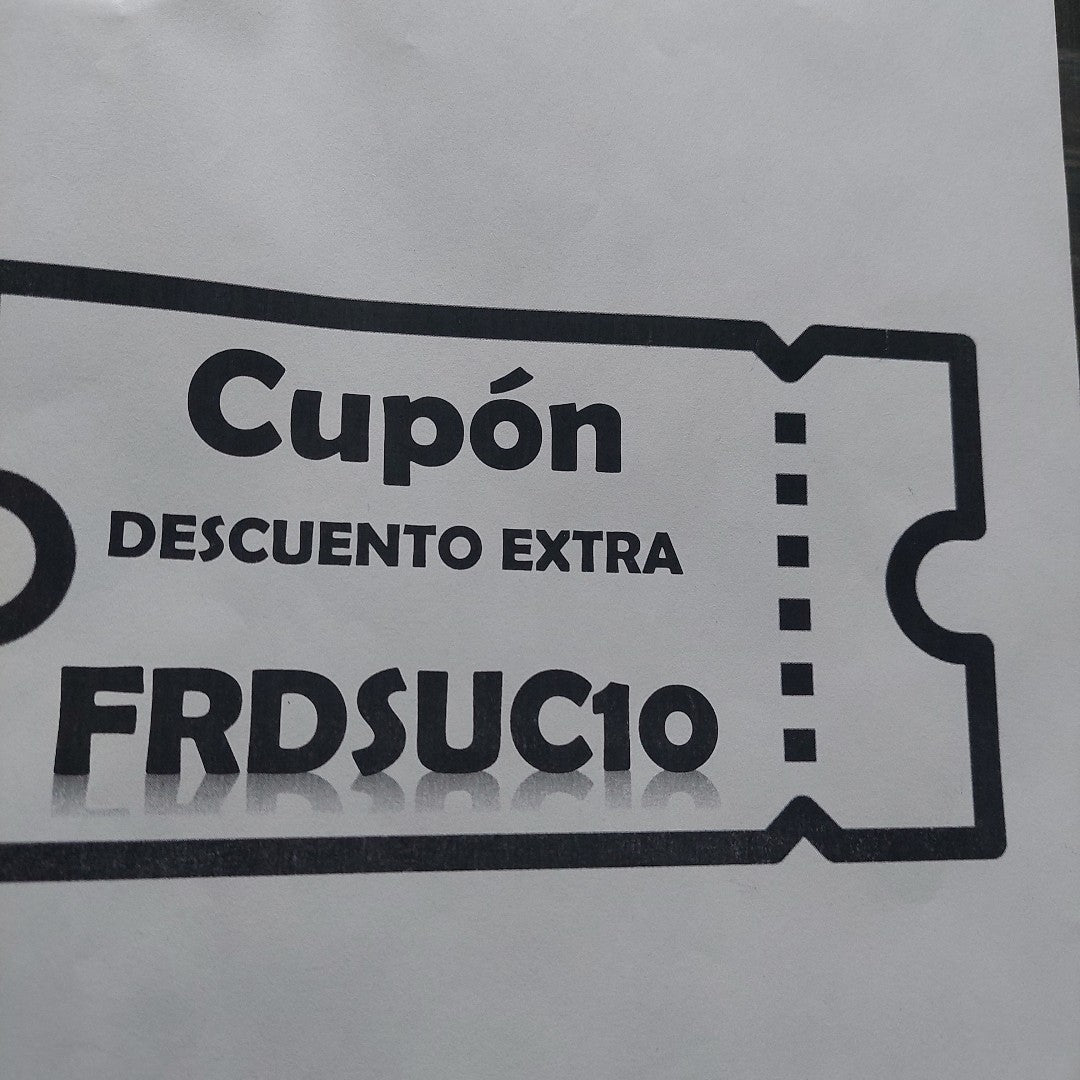 Cupón
DESCUENTO EXTRA
FRDSUC10